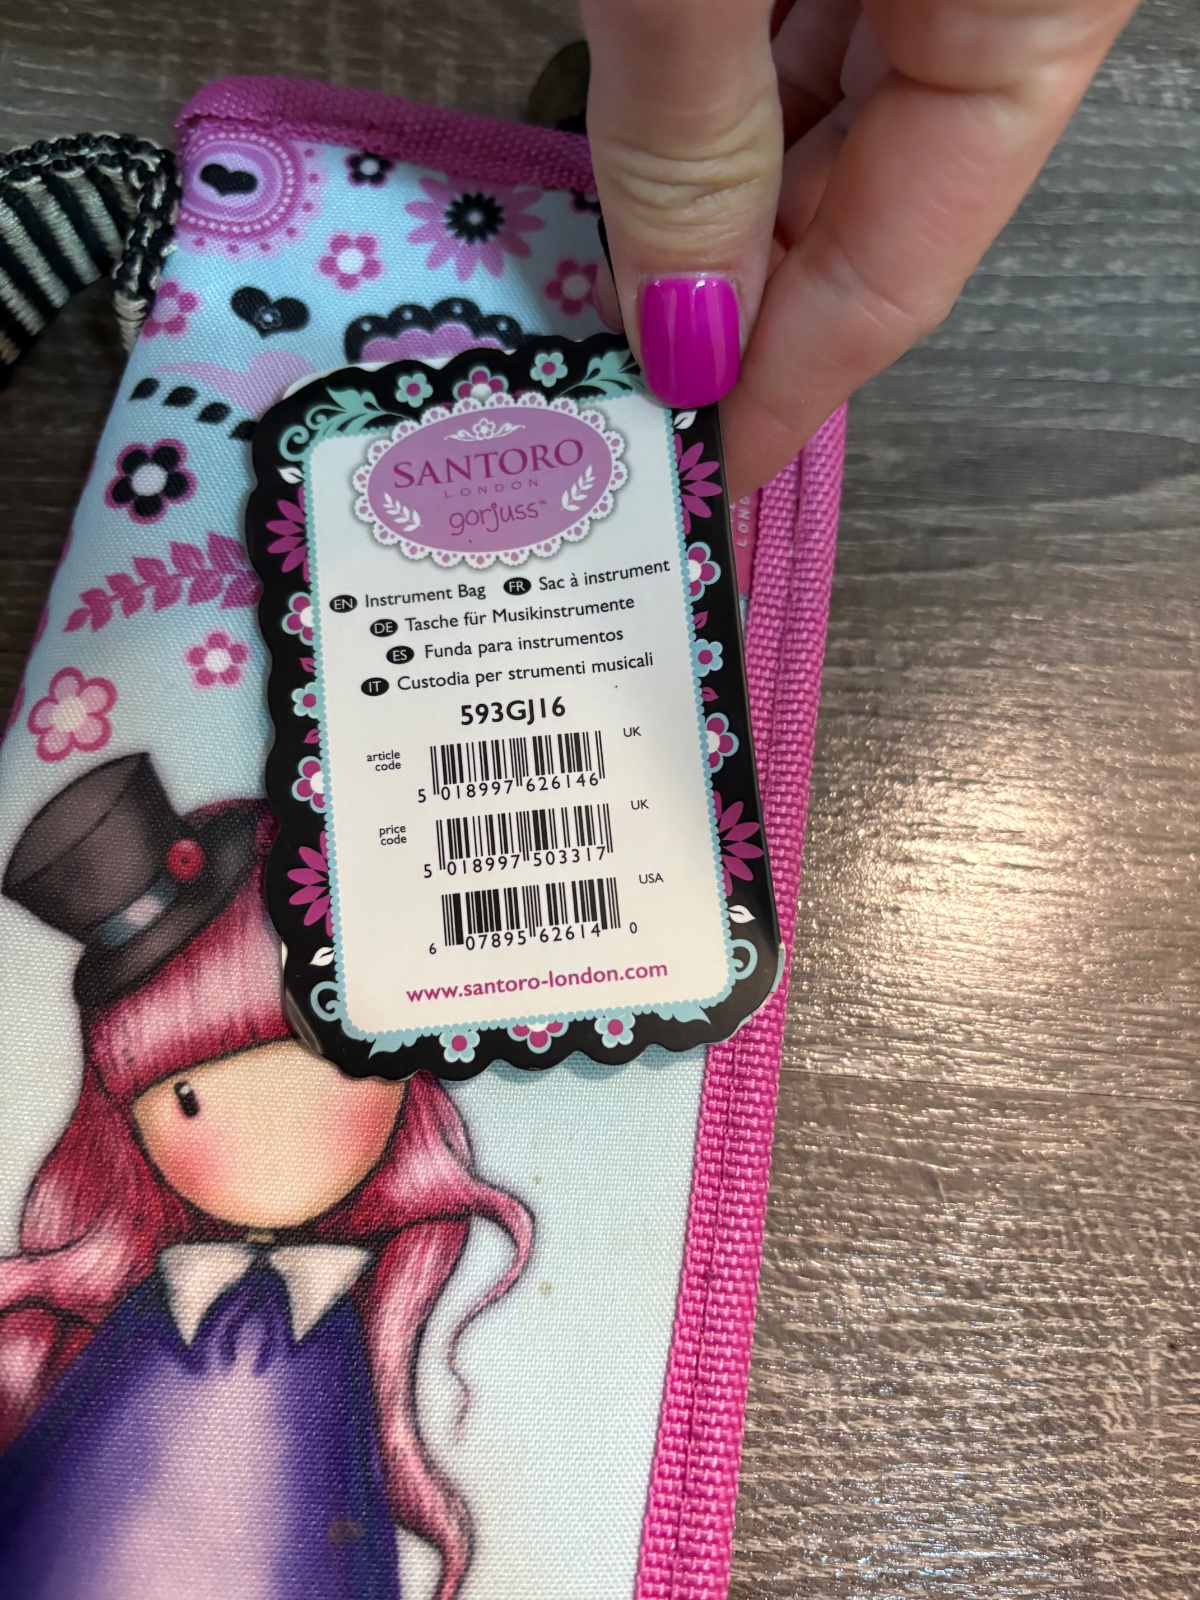 SANTORO
LONDON
gorjuss™
EN Instrument Bag FR Sac à instrument
DE Tasche für Musikinstrumente
ES Funda para instrumentos
IT Custodia per strumenti musicali
593GJ16
article code
UK
5 018997 626146
price code
UK
5 018997 503317
USA
6 07895 62614 0
www.santoro-london.com